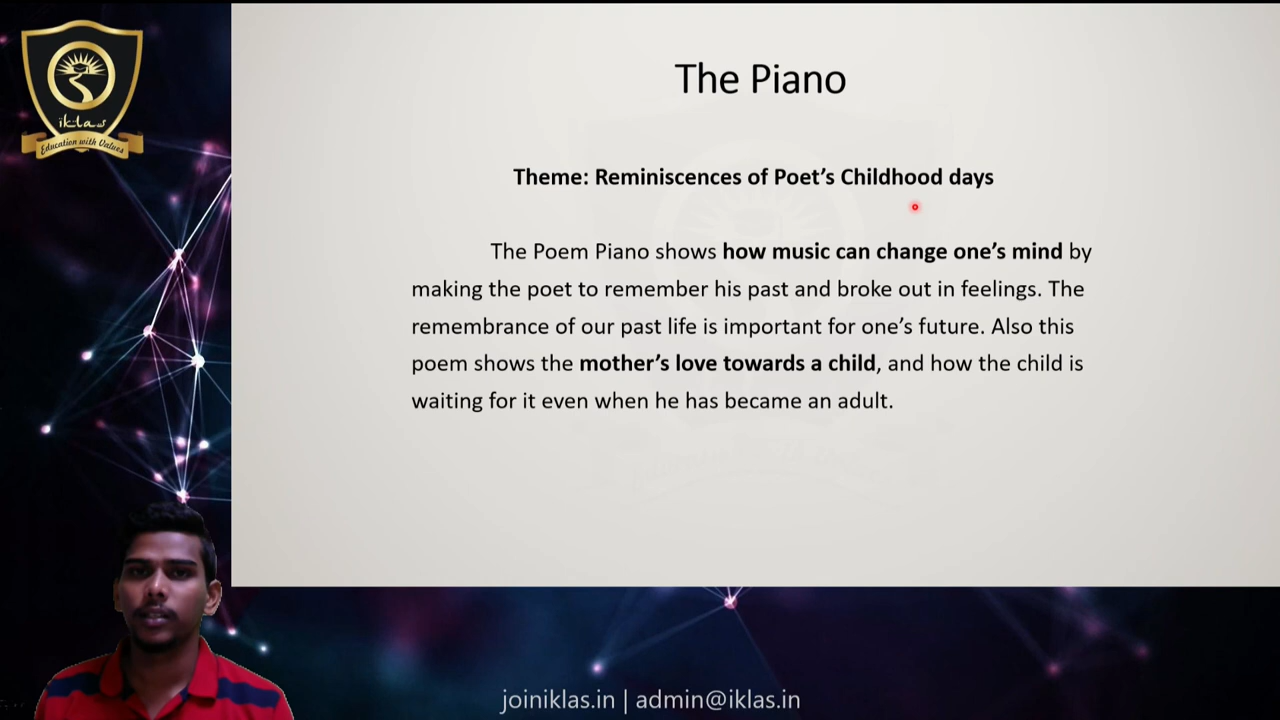 iklas
Education with Values
The Piano
Theme: Reminiscences of Poet's Childhood days
The Poem Piano shows how music can change one's mind by
making the poet to remember his past and broke out in feelings. The
remembrance of our past life is important for one's future. Also this
poem shows the mother's love towards a child, and how the child is
waiting for it even when he has became an adult.
joiniklas.in | admin@iklas.in